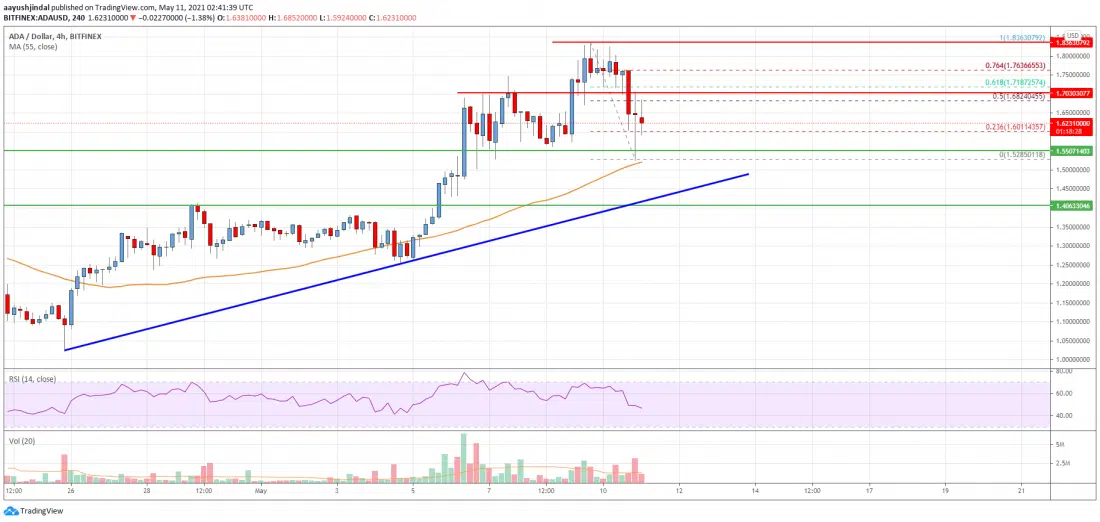 aayushjindal published on TradingView.com, May 11, 2021 02:41:39 UTC
BITFINEX:ADAUSD, 240 1.62310000 ▼ −0.02270000 (−1.38%) O:1.63810000 H:1.68520000 L:1.59240000 C:1.62310000
ADA / Dollar, 4h, BITFINEX
MA (55, close)
USD
1(1.83630792)
1.83630792
1.80000000
0.764(1.76366553)
1.75000000
0.618(1.71872574)
1.70303077
0.5(1.68240455)
1.65000000
1.62310000
01:18:28
0.236(1.60114357)
1.55071403
0(1.52850118)
1.50000000
1.45000000
1.40633046
1.35000000
1.30000000
1.25000000
1.20000000
1.15000000
1.10000000
1.05000000
1.00000000
RSI (14, close)
80.00
60.00
40.00
Vol (20)
5M
2.5M
12:00 26 28 12:00 May 3 5 7 12:00 10 12 14 12:00 17 19 21
TradingView